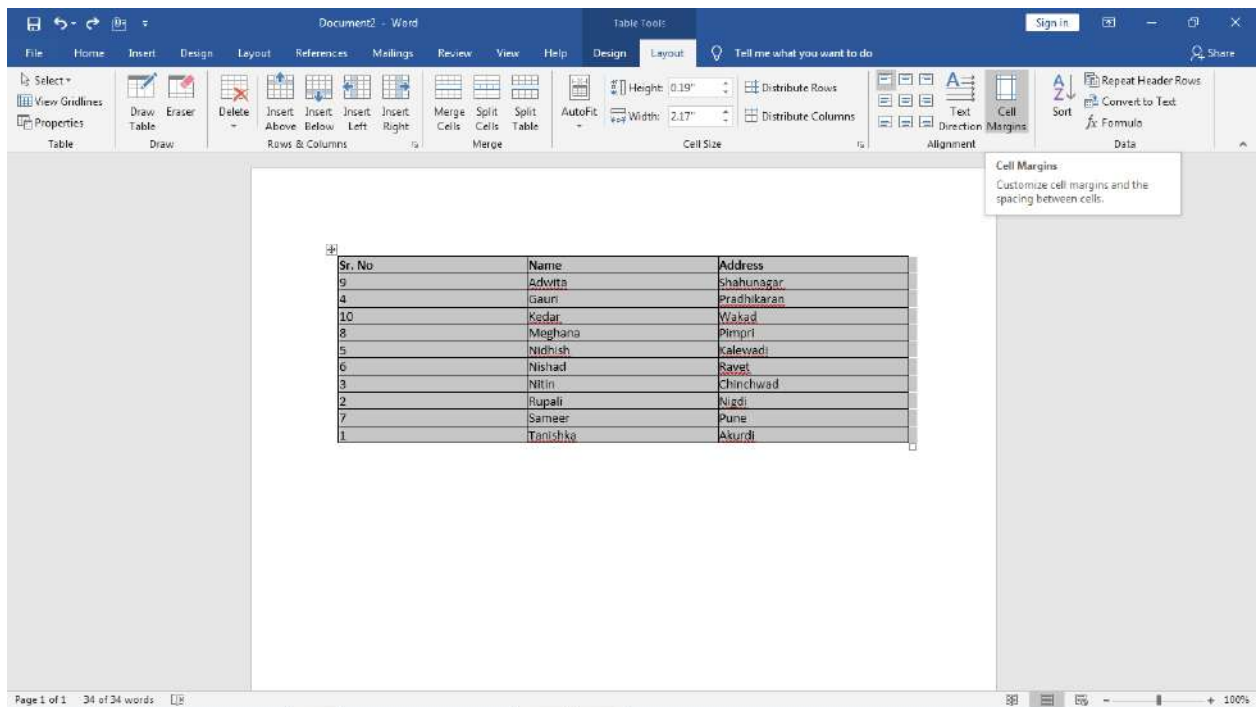 Document2 - Word
Table Tools
Sign in
File Home Insert Design Layout References Mailings Review View Help Design Layout Tell me what you want to do Share
Select
View Gridlines
Properties
Table
Draw Table
Eraser
Draw
Delete
Insert Above
Insert Below
Insert Left
Insert Right
Rows & Columns
Merge Cells
Split Cells
Split Table
Merge
AutoFit
Height: 0.19"
Width: 2.17"
Distribute Rows
Distribute Columns
Cell Size
Text Direction
Cell Margins
Alignment
Sort
Repeat Header Rows
Convert to Text
fx Formula
Data
Cell Margins
Customize cell margins and the
spacing between cells.
Sr. No Name Address
9 Adwita Shahunagar
4 Gauri Pradhikaran
10 Kedar Wakad
8 Meghana Pimpri
5 Nidhish Kalewadi
6 Nishad Ravet
3 Nitin Chinchwad
2 Rupali Nigdi
7 Sameer Pune
1 Tanishka Akurdi
Page 1 of 1 34 of 34 words
- + 100%